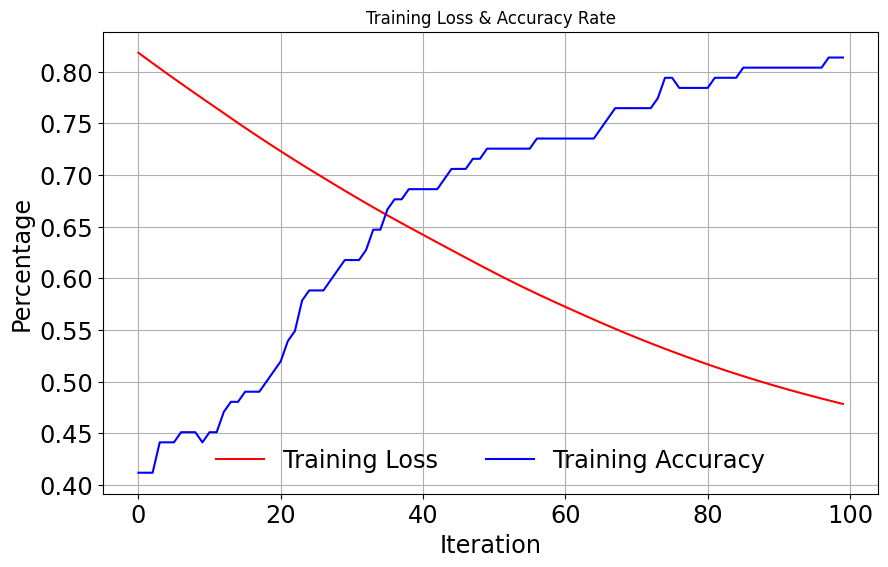 Training Loss & Accuracy Rate
Percentage
0.80
0.75
0.70
0.65
0.60
0.55
0.50
0.45
0.40
Training Loss
Training Accuracy
0 20 40 60 80 100
Iteration